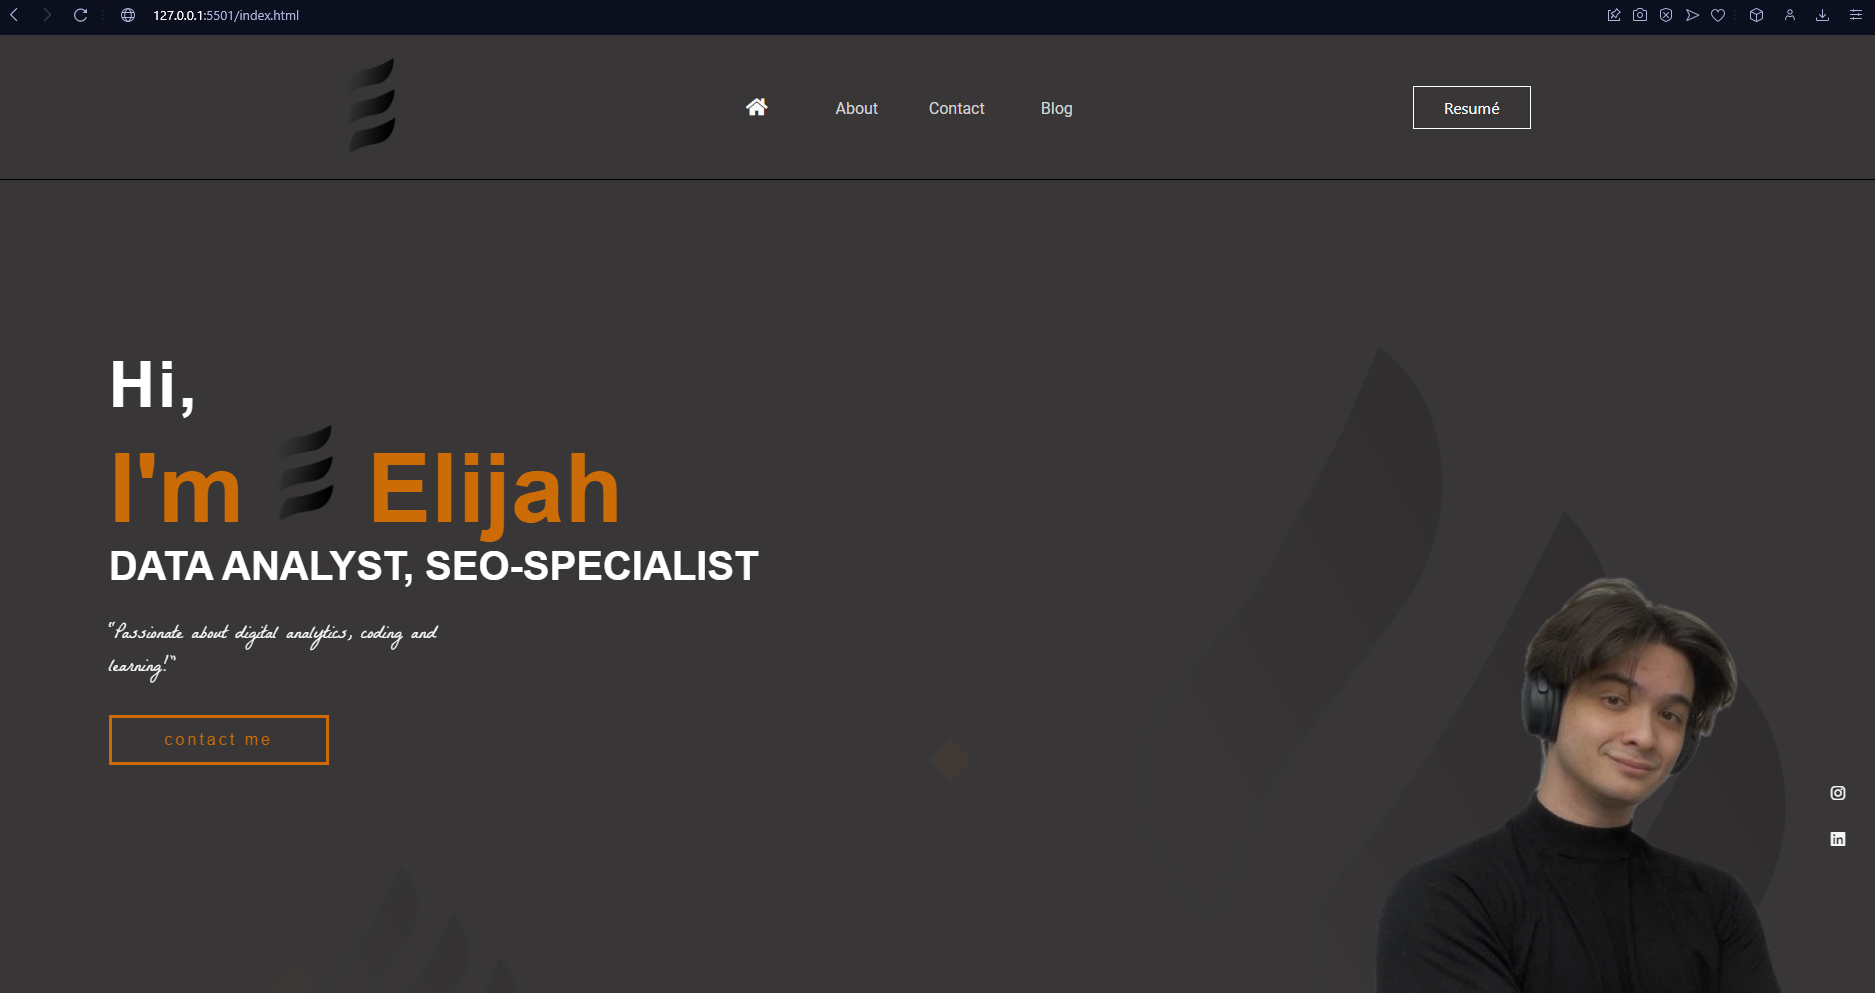 127.0.0.1:5501/index.html
About Contact Blog Resumé
Hi,
I'm Elijah
DATA ANALYST, SEO-SPECIALIST
"Passionate about digital analytics, coding and
learning!"
contact me
in